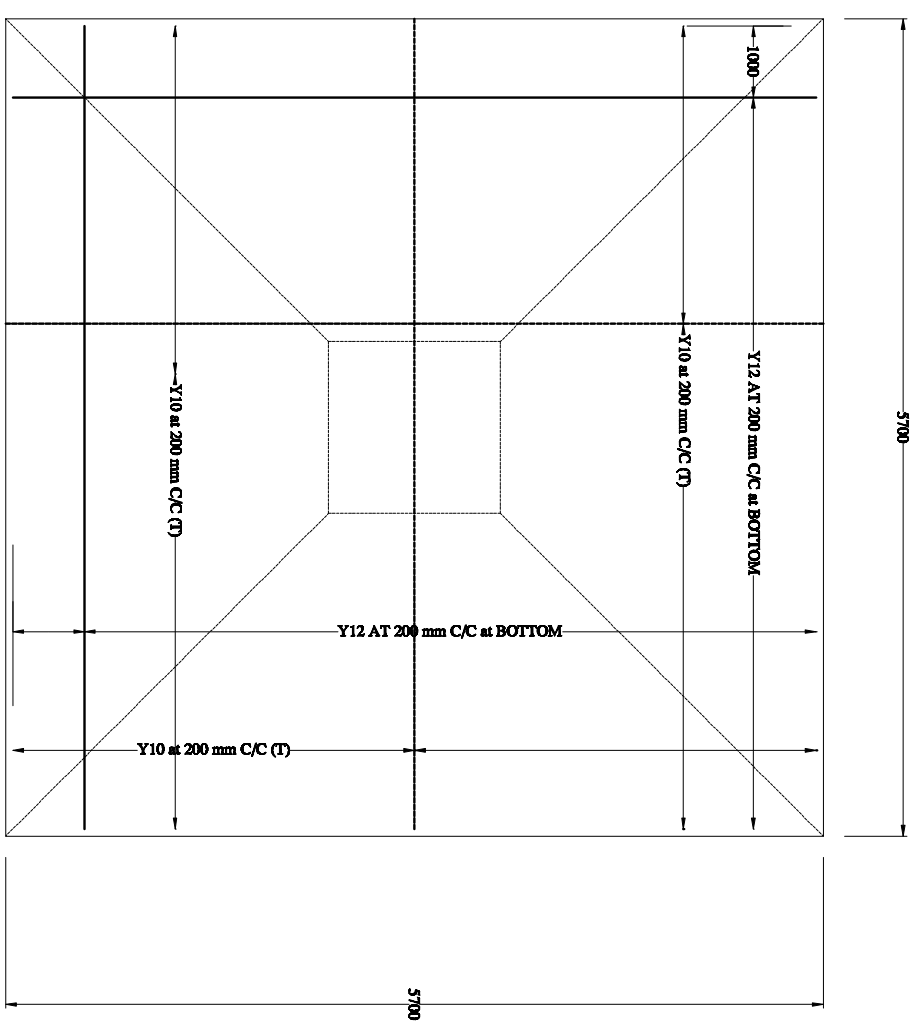 1000
Y10 at 200 mm C/C (T)
Y10 at 200 mm C/C (T)
Y12 AT 200 mm C/C at BOTTOM
5700
Y12 AT 200 mm C/C at BOTTOM
Y10 at 200 mm C/C (T)
5700